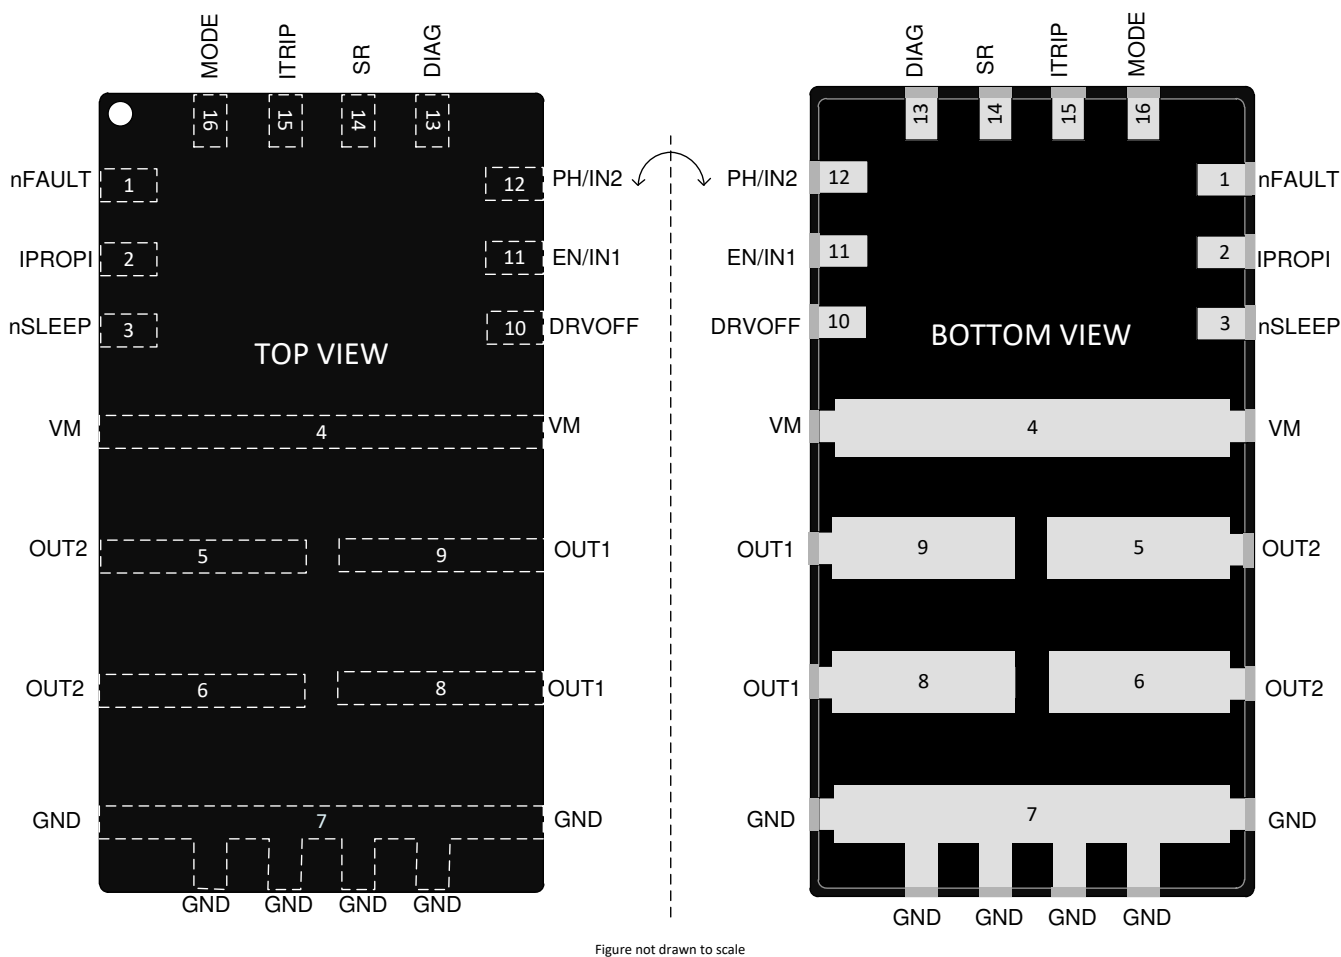 MODE ITRIP SR DIAG
16 15 14 13
nFAULT 1 12 PH/IN2
IPROPI 2 11 EN/IN1
nSLEEP 3 10 DRVOFF
TOP VIEW
VM 4 VM
OUT2 5 9 OUT1
OUT2 6 8 OUT1
GND 7 GND
GND GND GND GND
DIAG SR ITRIP MODE
13 14 15 16
PH/IN2 12 1 nFAULT
EN/IN1 11 2 IPROPI
DRVOFF 10 3 nSLEEP
BOTTOM VIEW
VM 4 VM
OUT1 9 5 OUT2
OUT1 8 6 OUT2
GND 7 GND
GND GND GND GND
Figure not drawn to scale